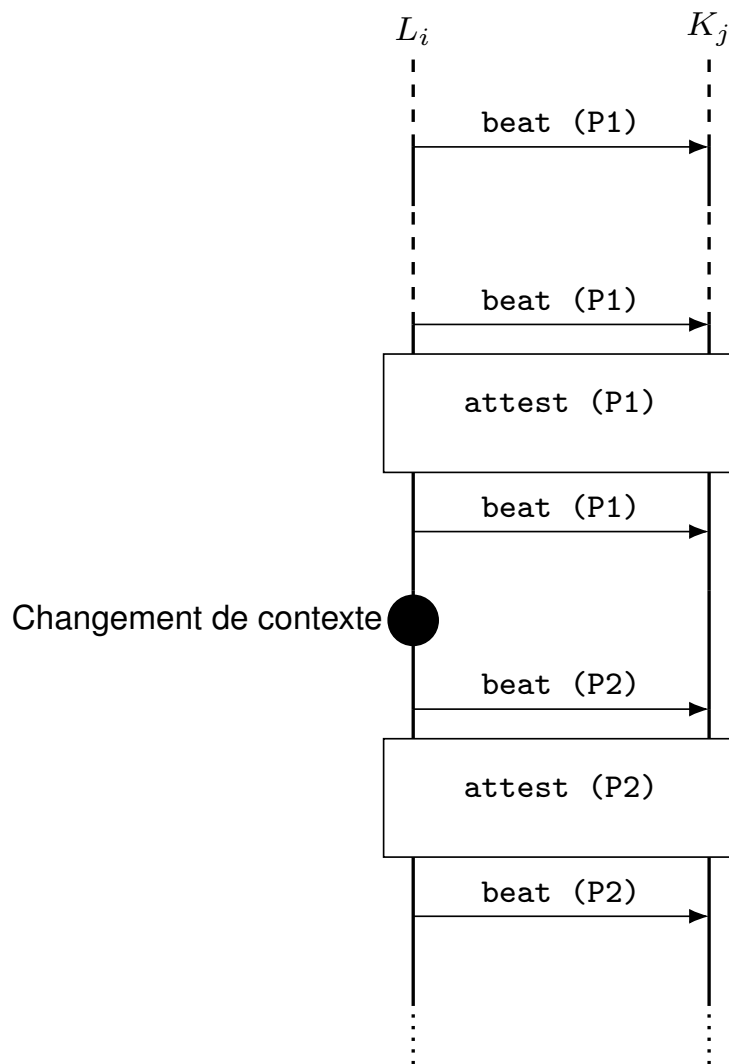 L_i K_j
beat (P1)
beat (P1)
attest (P1)
beat (P1)
Changement de contexte
beat (P2)
attest (P2)
beat (P2)